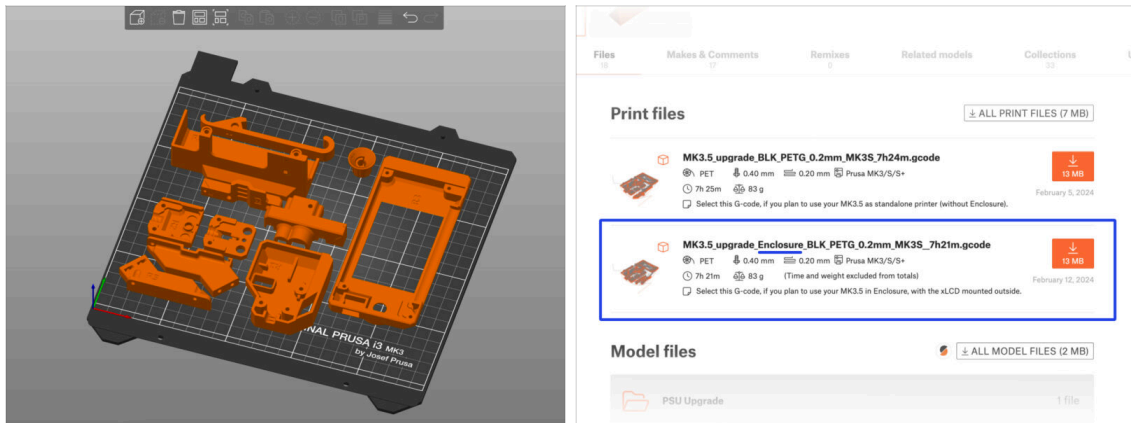 NAL PRUSA i3 MK3
by Josef Prusa
Files
Makes & Comments
Remixes
Related models
Collections
17
33
Print files
ALL PRINT FILES (7 MB)
MK3.5_upgrade_BLK_PETG_0.2mm_MK3S_7h24m.gcode
PET 0.40 mm 0.20 mm Prusa MK3/S/S+
7h 25m 83 g
Select this G-code, if you plan to use your MK3.5 as standalone printer (without Enclosure).
13 MB
February 5, 2024
MK3.5_upgrade_Enclosure_BLK_PETG_0.2mm_MK3S_7h21m.gcode
PET 0.40 mm 0.20 mm Prusa MK3/S/S+
7h 21m 83 g (Time and weight excluded from totals)
Select this G-code, if you plan to use your MK3.5 in Enclosure, with the xLCD mounted outside.
13 MB
February 12, 2024
Model files
ALL MODEL FILES (2 MB)
PSU Upgrade
1 file